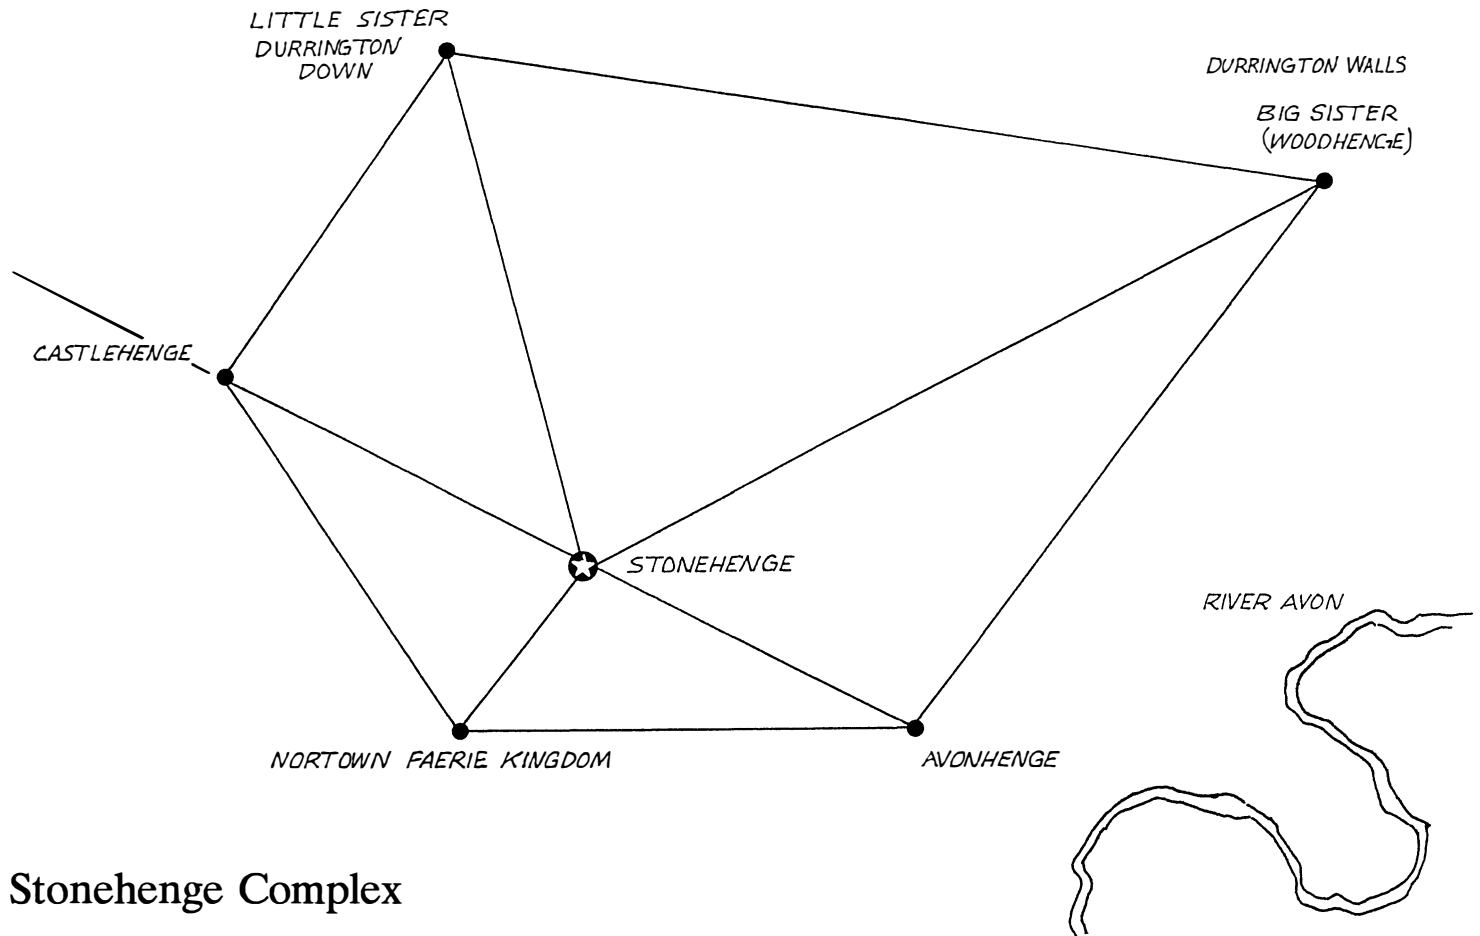 LITTLE SISTER
DURRINGTON
DOWN
DURRINGTON WALLS
BIG SISTER
(WOODHENGE)
CASTLEHENGE
STONEHENGE
RIVER AVON
NORTOWN FAERIE KINGDOM
AVONHENGE
Stonehenge Complex